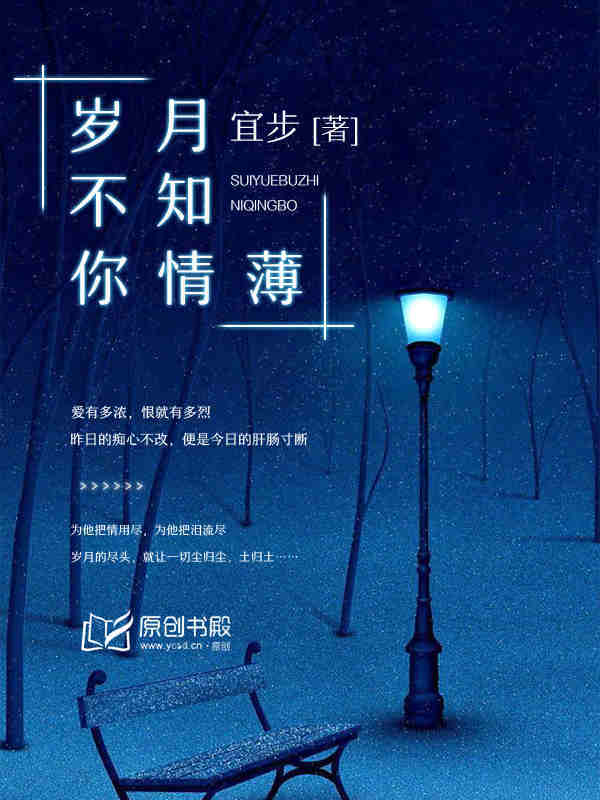 岁月
不知
你情薄
宜步 [著]
SUIYUEBUZHI
NIQINGBO
爱有多浓，恨就有多烈
昨日的痴心不改，便是今日的肝肠寸断
>>>>>>
为他把情用尽，为他把泪流尽
岁月的尽头，就让一切尘归尘，土归土……
原创书殿
www.ycsd.cn·原创